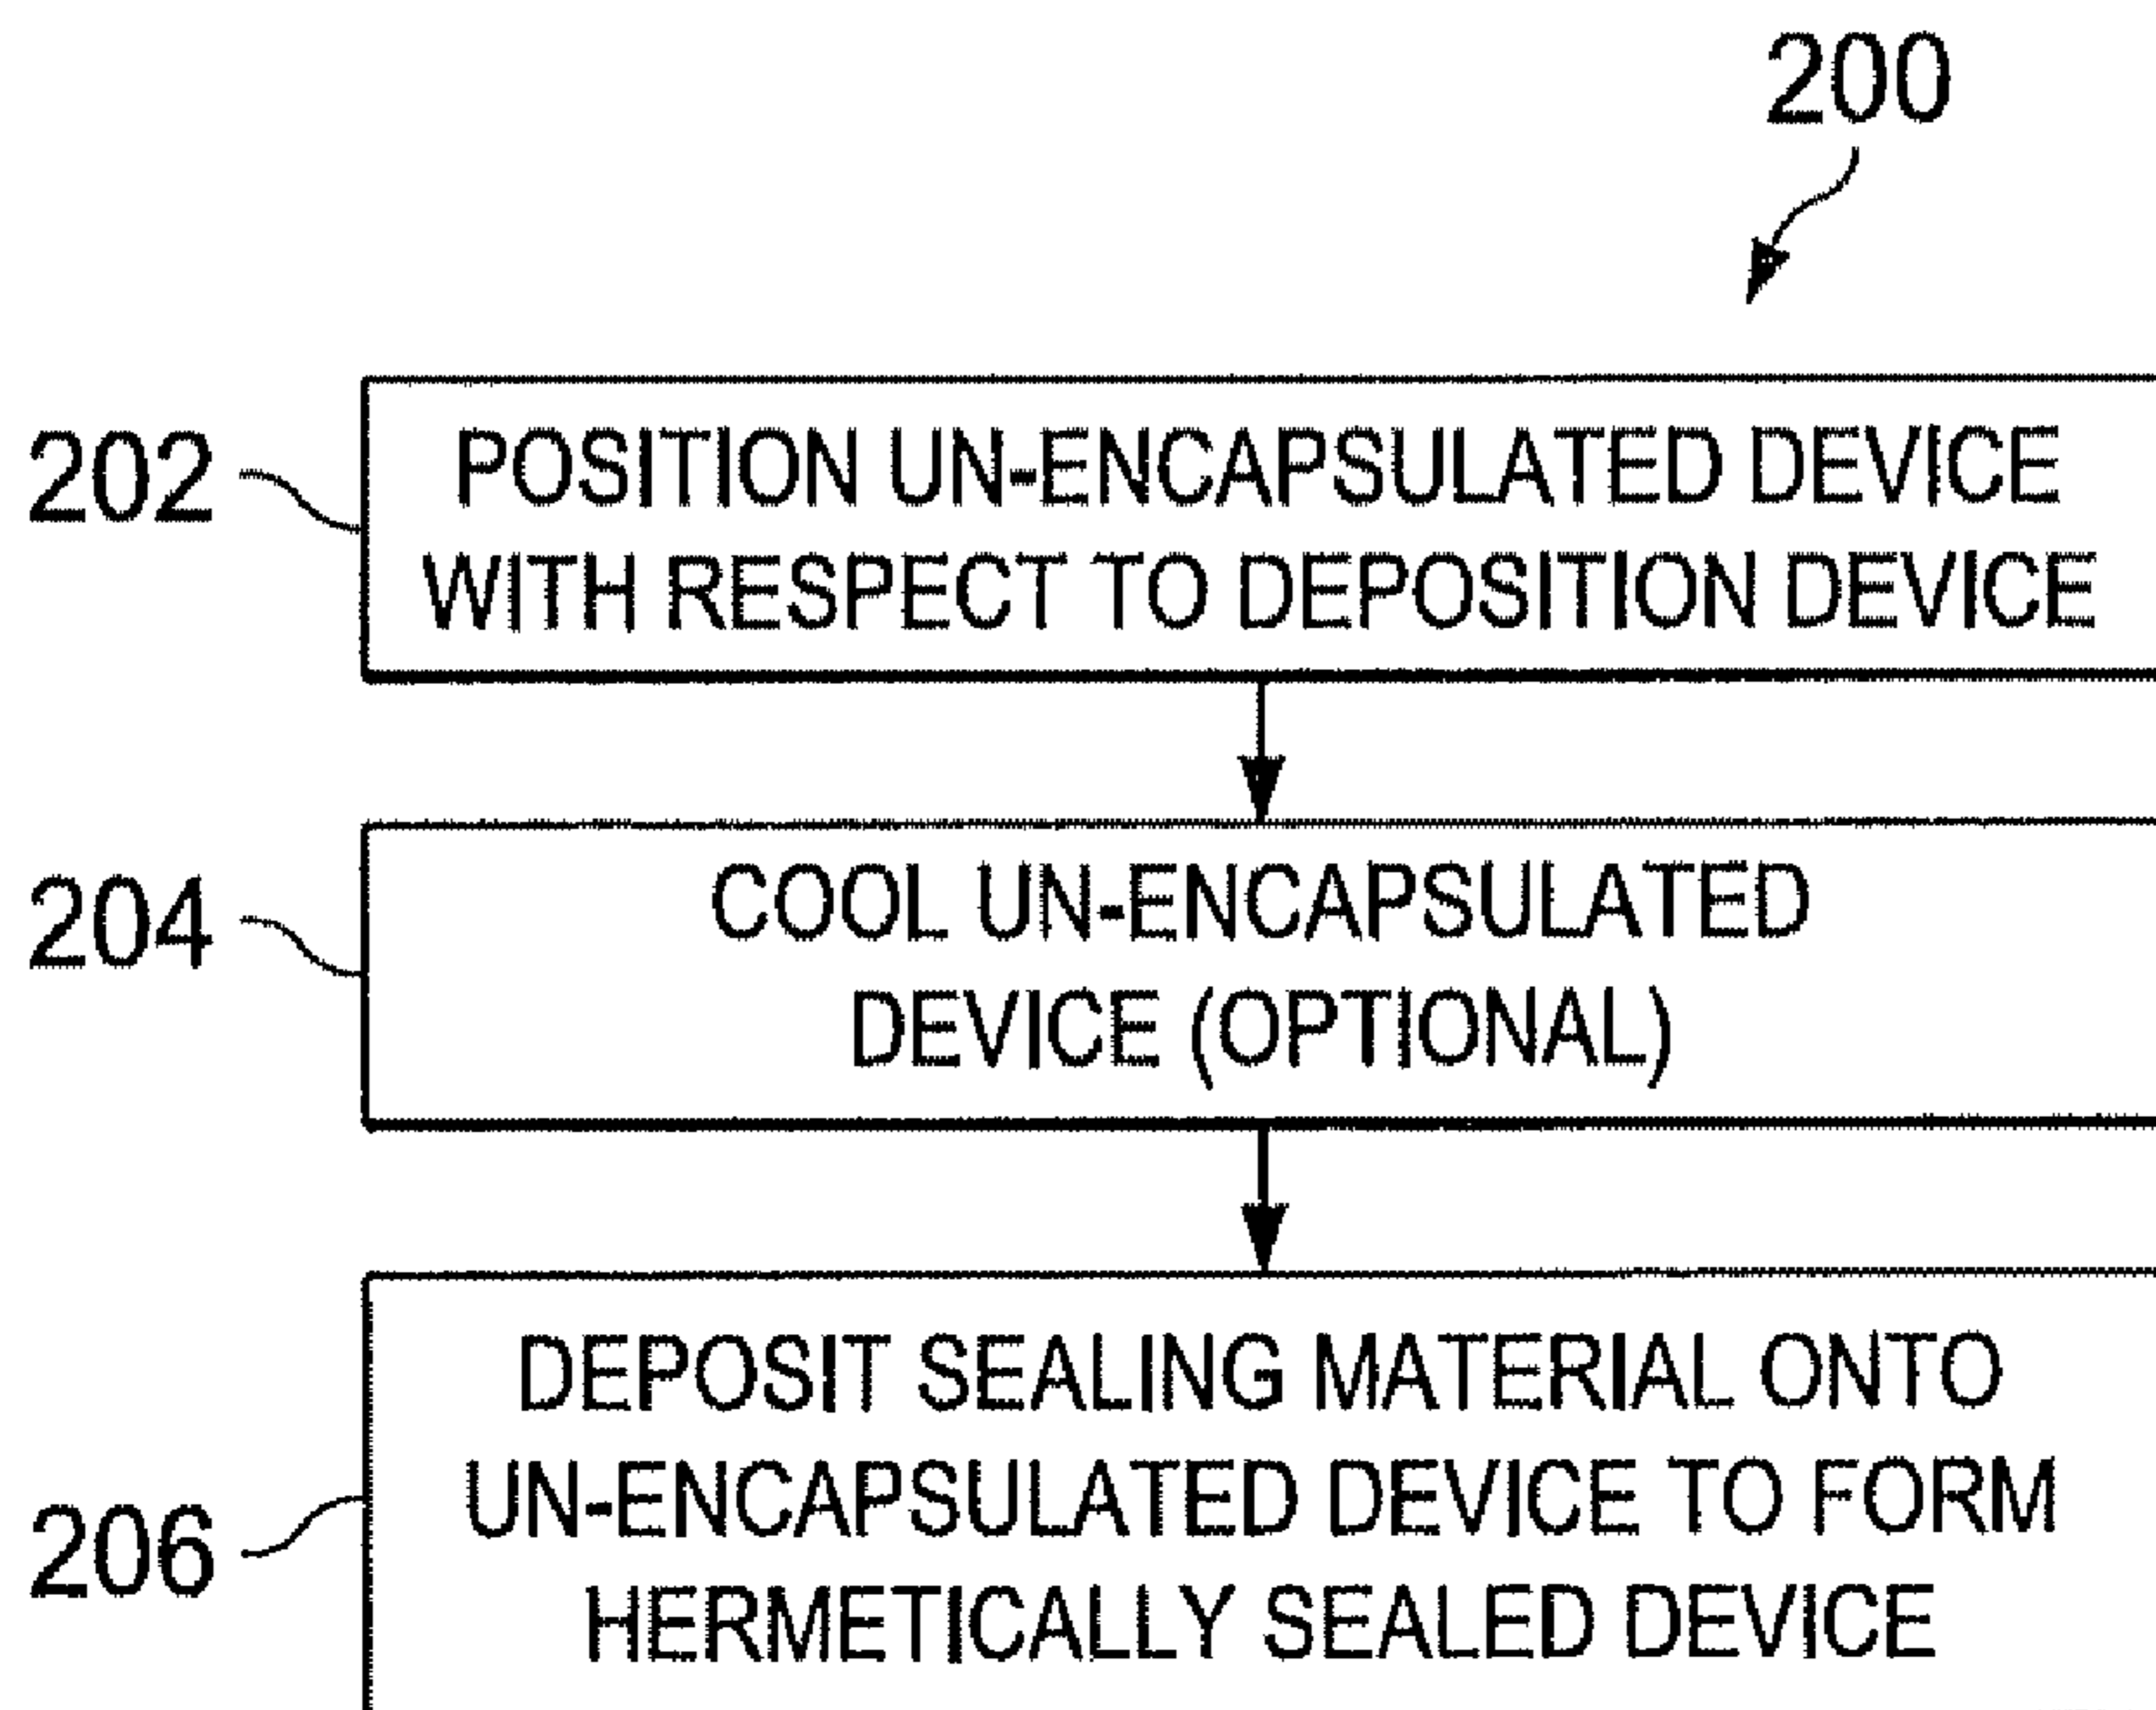 200
202
POSITION UN-ENCAPSULATED DEVICE
WITH RESPECT TO DEPOSITION DEVICE
204
COOL UN-ENCAPSULATED
DEVICE (OPTIONAL)
206
DEPOSIT SEALING MATERIAL ONTO
UN-ENCAPSULATED DEVICE TO FORM
HERMETICALLY SEALED DEVICE